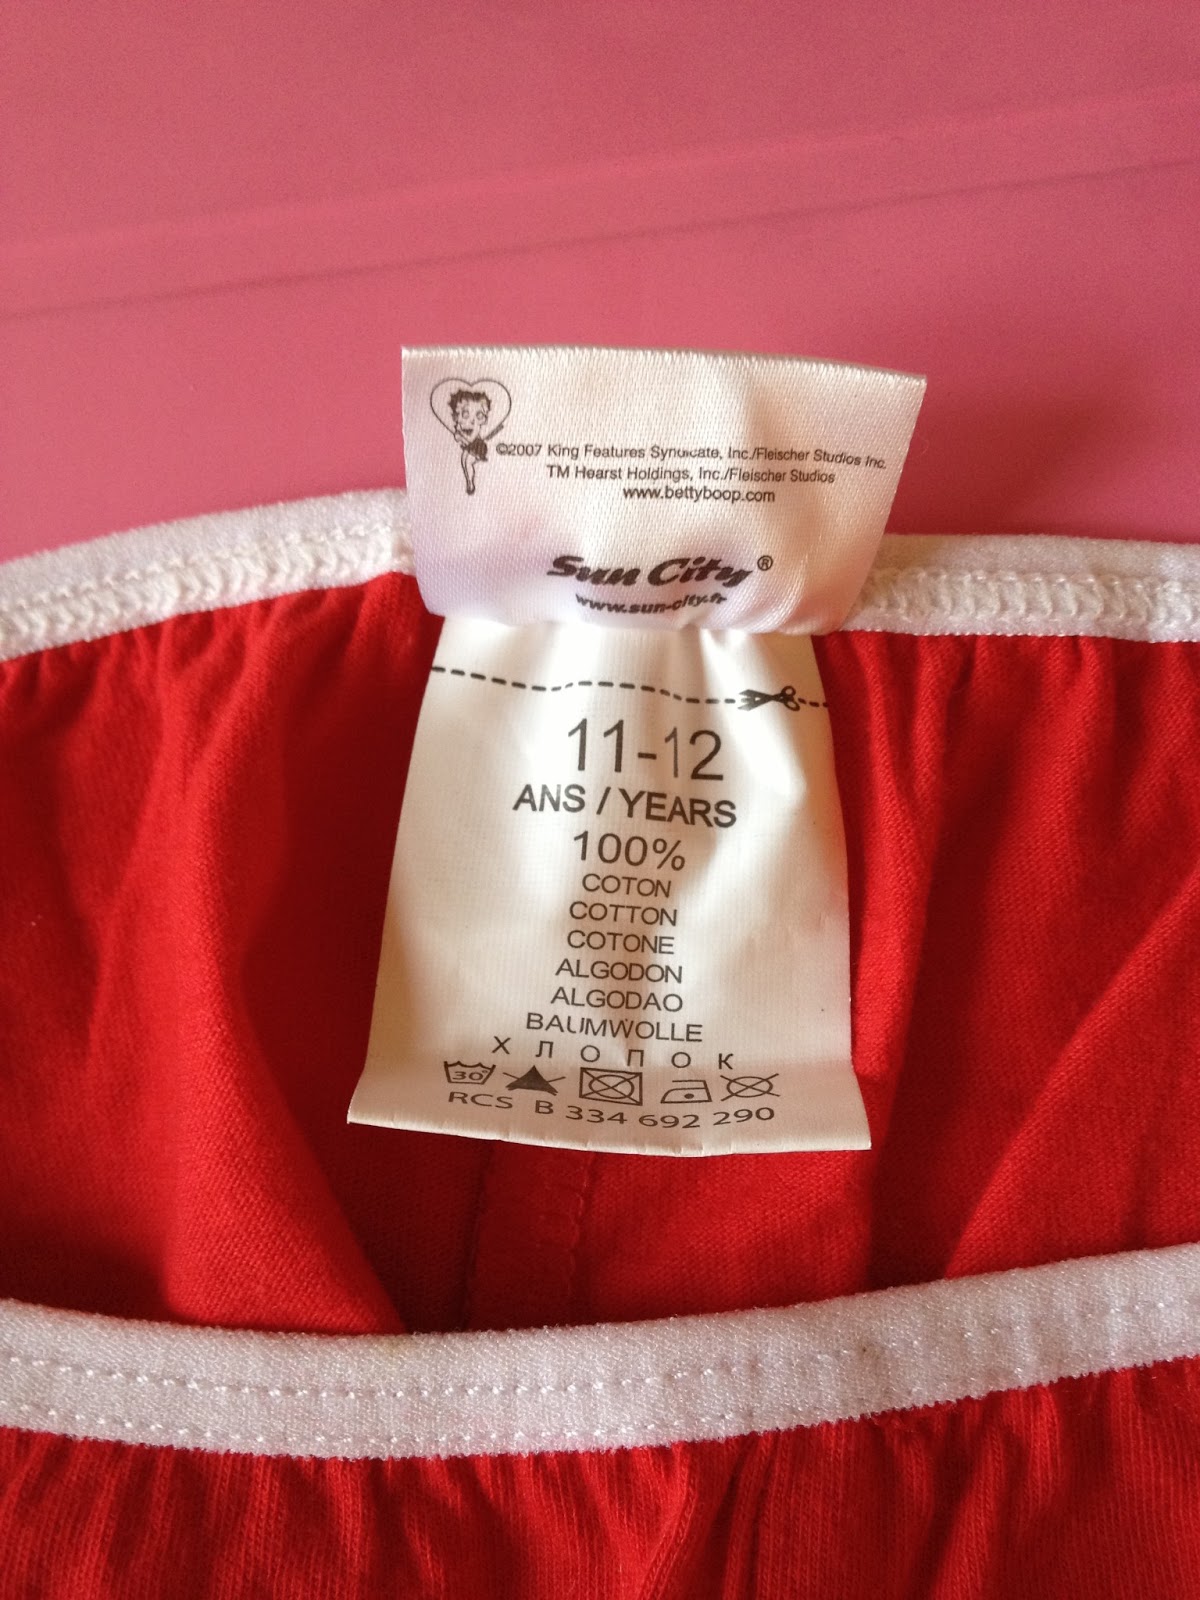 ©2007 King Features Syndicate, Inc./Fleischer Studios Inc.
TM Hearst Holdings, Inc./Fleischer Studios
www.bettyboop.com
Sun City®
www.sun-city.fr
11-12
ANS / YEARS
100%
COTON
COTTON
COTONE
ALGODON
ALGODAO
BAUMWOLLE
Х Л О П О К
30
RCS B 334 692 290